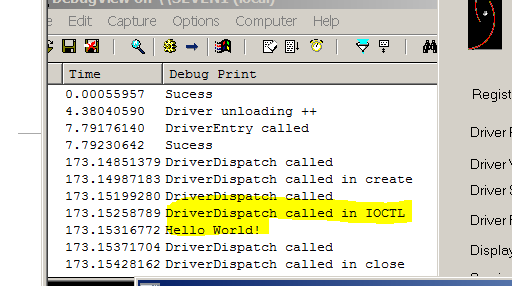 DebugView on \\SEVEN1 (local)
Edit Capture Options Computer Help
Time Debug Print
0.00055957 Sucess
4.38040590 Driver unloading ++
7.79176140 DriverEntry called
7.79230642 Sucess
173.14851379 DriverDispatch called
173.14987183 DriverDispatch called in create
173.15199280 DriverDispatch called
173.15258789 DriverDispatch called in IOCTL
173.15316772 Hello World!
173.15371704 DriverDispatch called
173.15428162 DriverDispatch called in close
Regist
Driver
Driver
Driver S
Driver
Display